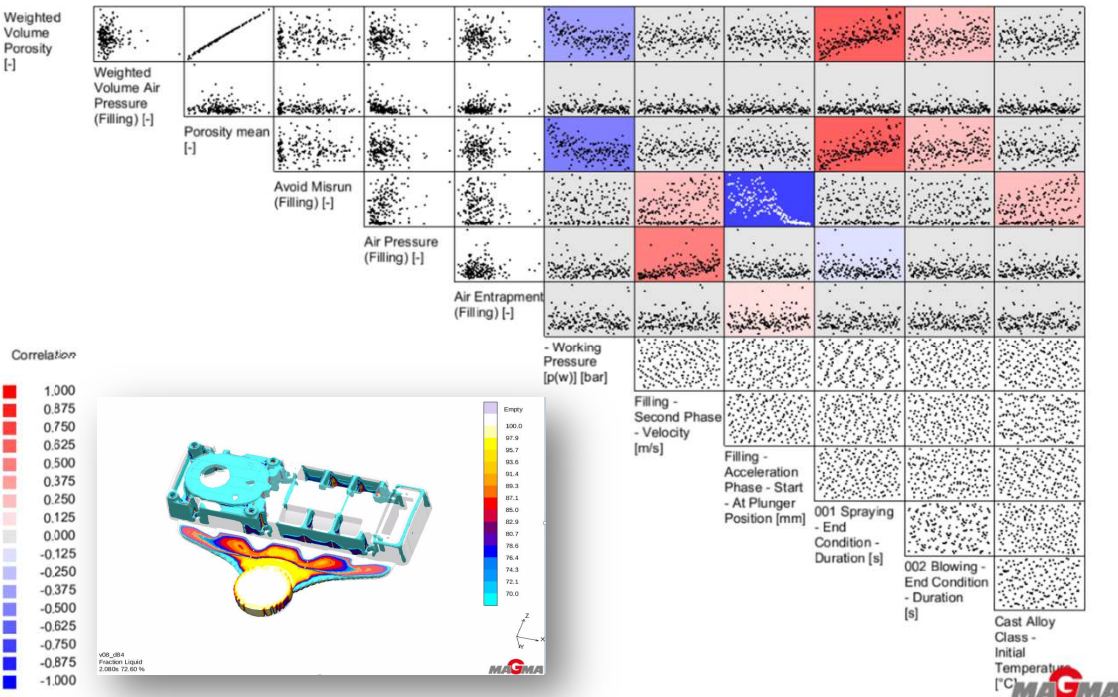 Weighted
Volume
Porosity
[-]
Weighted
Volume Air
Pressure
(Filling) [-]
Porosity mean
[-]
Avoid Misrun
(Filling) [-]
Air Pressure
(Filling) [-]
Air Entrapment
(Filling) [-]
- Working
Pressure
[p(w)] [bar]
Filling -
Second Phase
- Velocity
[m/s]
Filling -
Acceleration
Phase - Start
- At Plunger
Position [mm]
001 Spraying
- End
Condition -
Duration [s]
002 Blowing -
End Condition
- Duration
[s]
Cast Alloy
Class -
Initial
Temperature
[°C]
Correlation
1.000
0.875
0.750
0.625
0.500
0.375
0.250
0.125
0.000
-0.125
-0.250
-0.375
-0.500
-0.625
-0.750
-0.875
-1.000
Empty
100.0
97.9
95.7
93.6
91.4
89.3
87.1
85.0
82.9
80.7
78.6
76.4
74.3
72.1
70.0
Z
X
Y
v08_d84
Fraction Liquid
2.080s 72.60 %
MAGMA
MAGMA